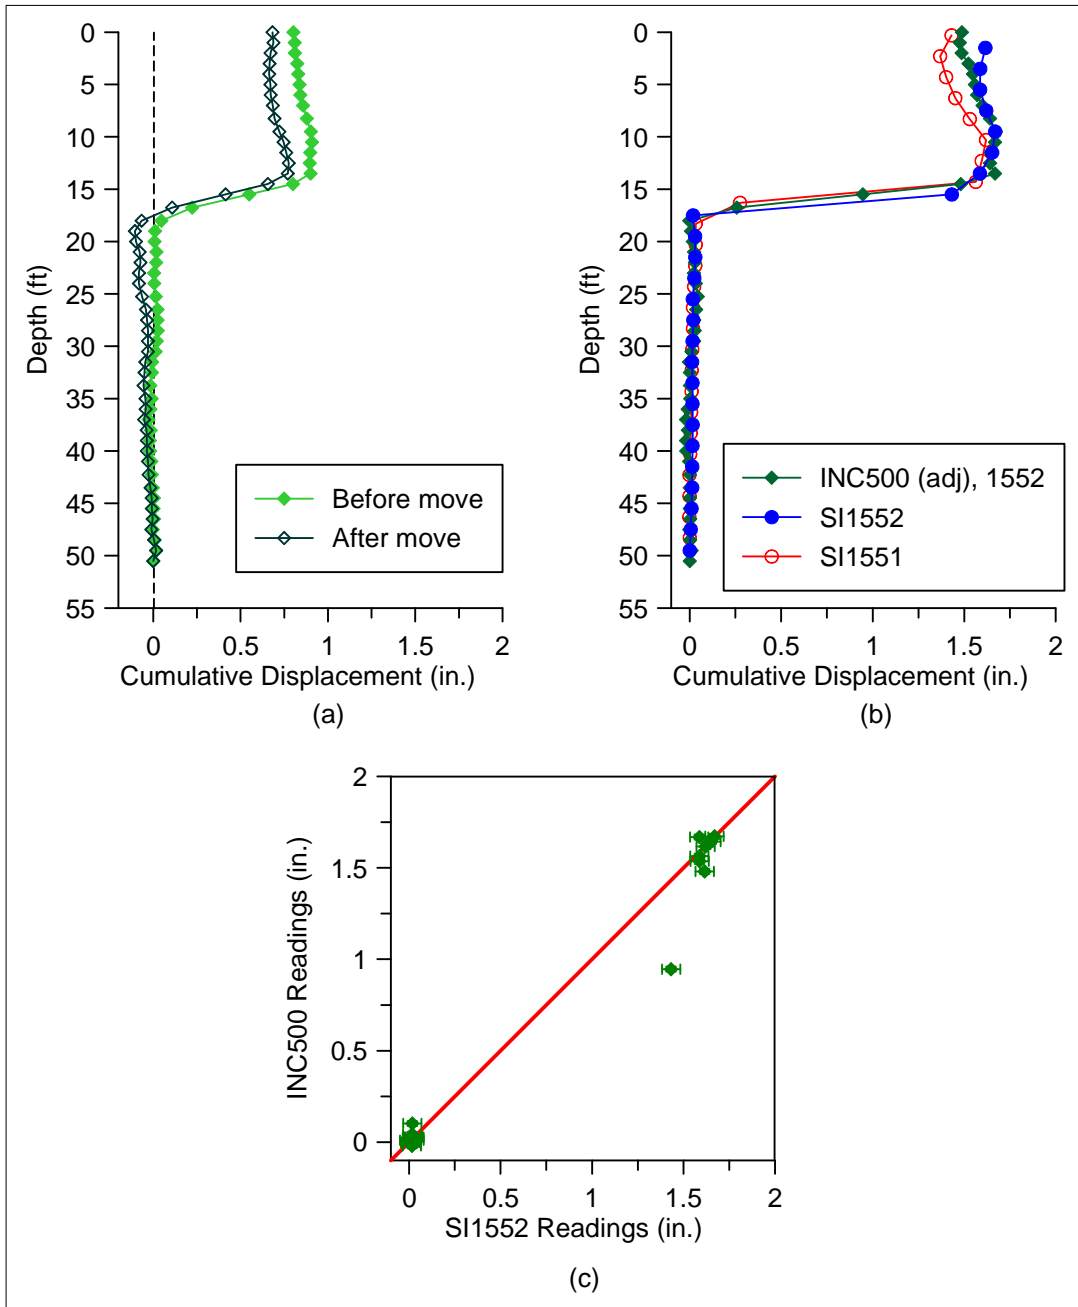 0
5
10
15
20
25
30
35
40
45
50
55
Depth (ft)
Before move
After move
0 0.5 1 1.5 2
Cumulative Displacement (in.)
(a)
0
5
10
15
20
25
30
35
40
45
50
55
Depth (ft)
INC500 (adj), 1552
SI1552
SI1551
0 0.5 1 1.5 2
Cumulative Displacement (in.)
(b)
2
1.5
1
0.5
0
INC500 Readings (in.)
0 0.5 1 1.5 2
SI1552 Readings (in.)
(c)